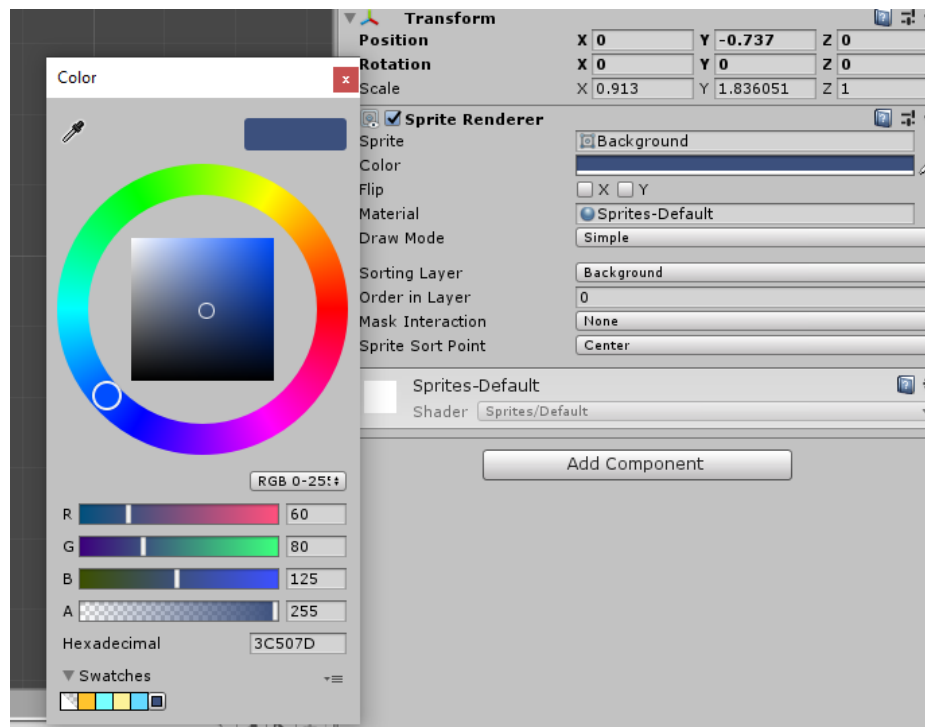 Transform
Position X 0 Y -0.737 Z 0
Rotation X 0 Y 0 Z 0
Scale X 0.913 Y 1.836051 Z 1
Sprite Renderer
Sprite Background
Color
Flip X Y
Material Sprites-Default
Draw Mode Simple
Sorting Layer Background
Order in Layer 0
Mask Interaction None
Sprite Sort Point Center
Sprites-Default
Shader Sprites/Default
Add Component
Color
x
RGB 0-25
R 60
G 80
B 125
A 255
Hexadecimal 3C507D
Swatches